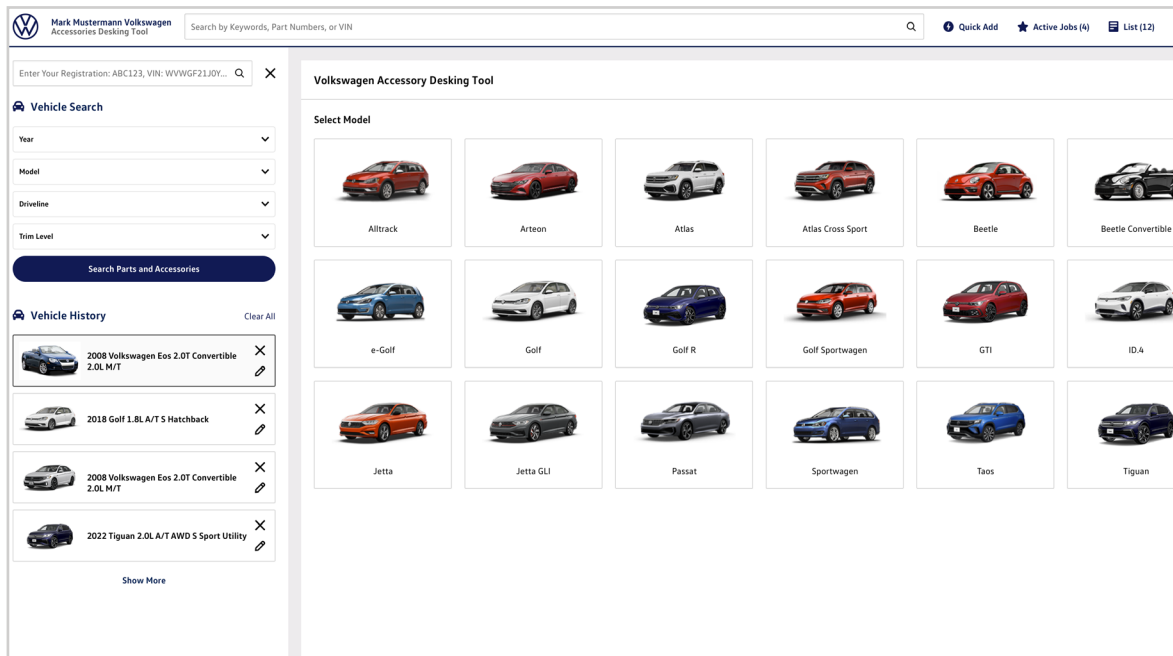 Mark Mustermann Volkswagen
Accessories Desking Tool
Search by Keywords, Part Numbers, or VIN
Quick Add
Active Jobs (4)
List (12)
Enter Your Registration: ABC123, VIN: WVWGF21J0Y...
Vehicle Search
Year
Model
Driveline
Trim Level
Search Parts and Accessories
Vehicle History
Clear All
2008 Volkswagen Eos 2.0T Convertible
2.0L M/T
2018 Golf 1.8L A/T S Hatchback
2008 Volkswagen Eos 2.0T Convertible
2.0L M/T
2022 Tiguan 2.0L A/T AWD S Sport Utility
Show More
Volkswagen Accessory Desking Tool
Select Model
Alltrack
Arteon
Atlas
Atlas Cross Sport
Beetle
Beetle Convertible
e-Golf
Golf
Golf R
Golf Sportwagen
GTI
ID.4
Jetta
Jetta GLI
Passat
Sportwagen
Taos
Tiguan